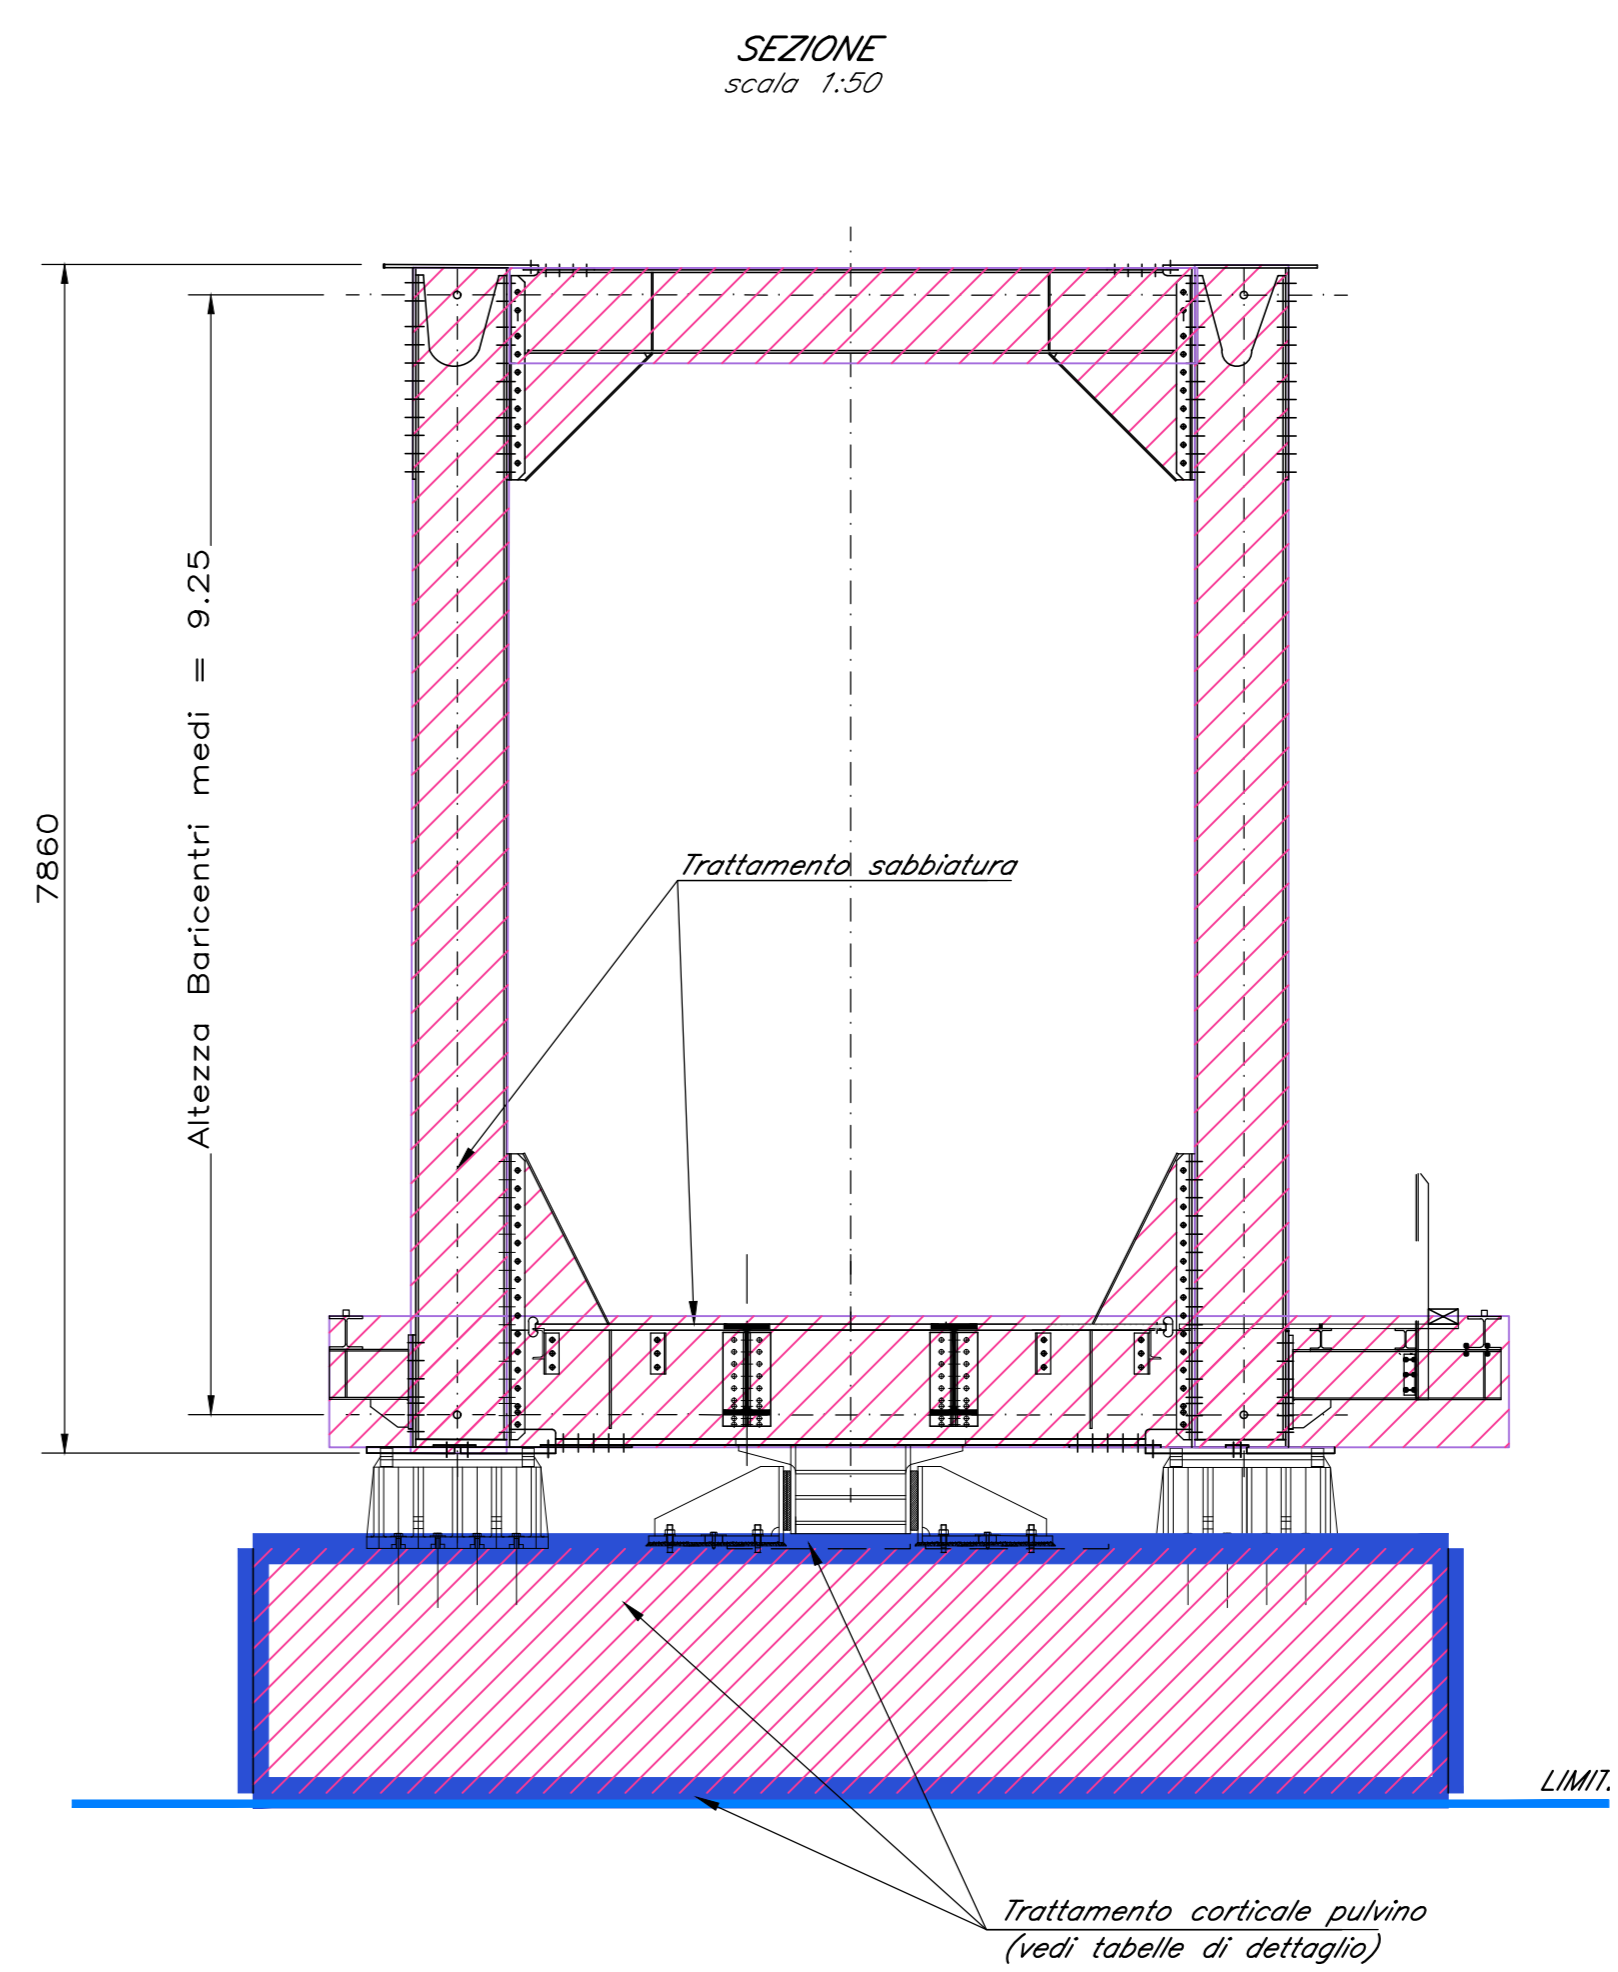 SEZIONE
scala 1:50
7860
Altezza Baricentri medi = 9.25
Trattamento sabbiatura
LIMIT.
Trattamento corticale pulvino
(vedi tabelle di dettaglio)